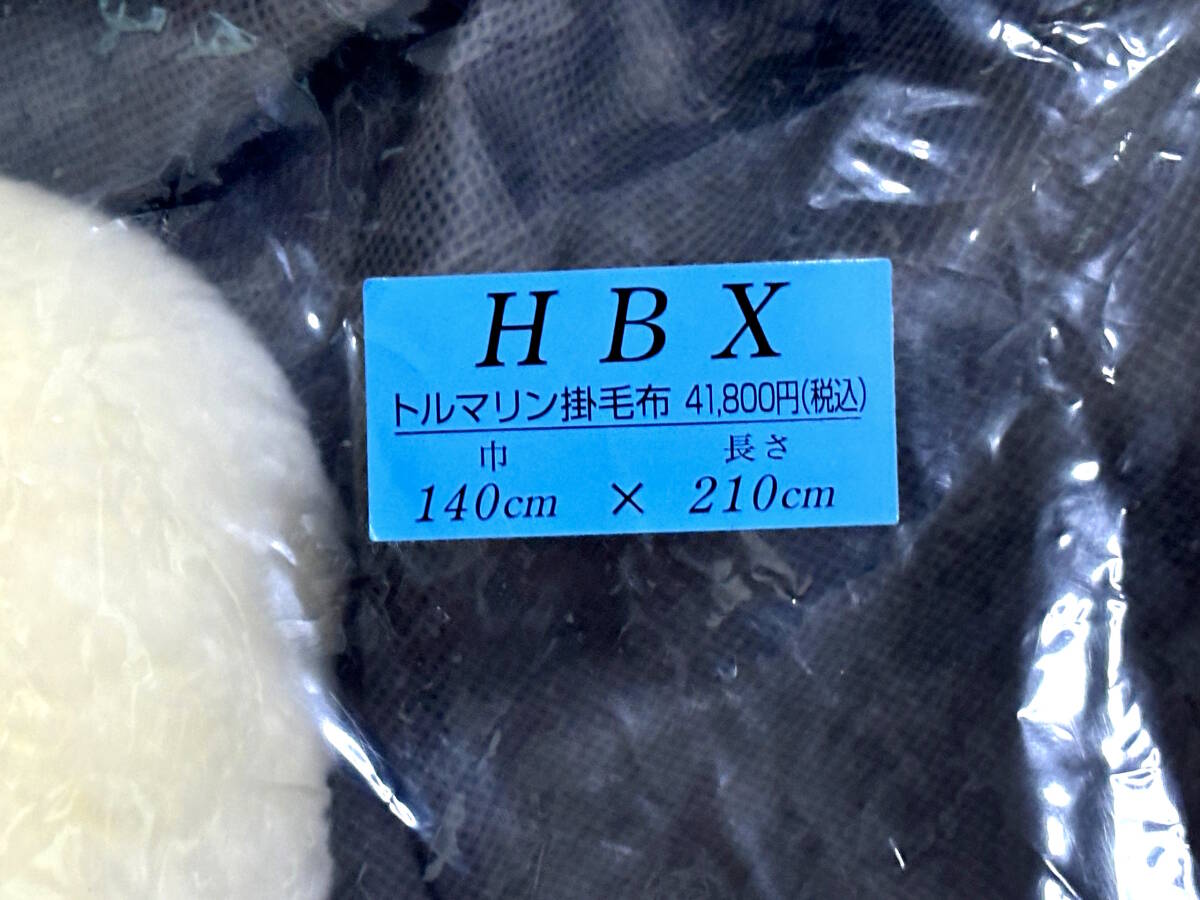 HBX
トルマリン掛毛布 41,800円(税込)
巾 長さ
140cm × 210cm